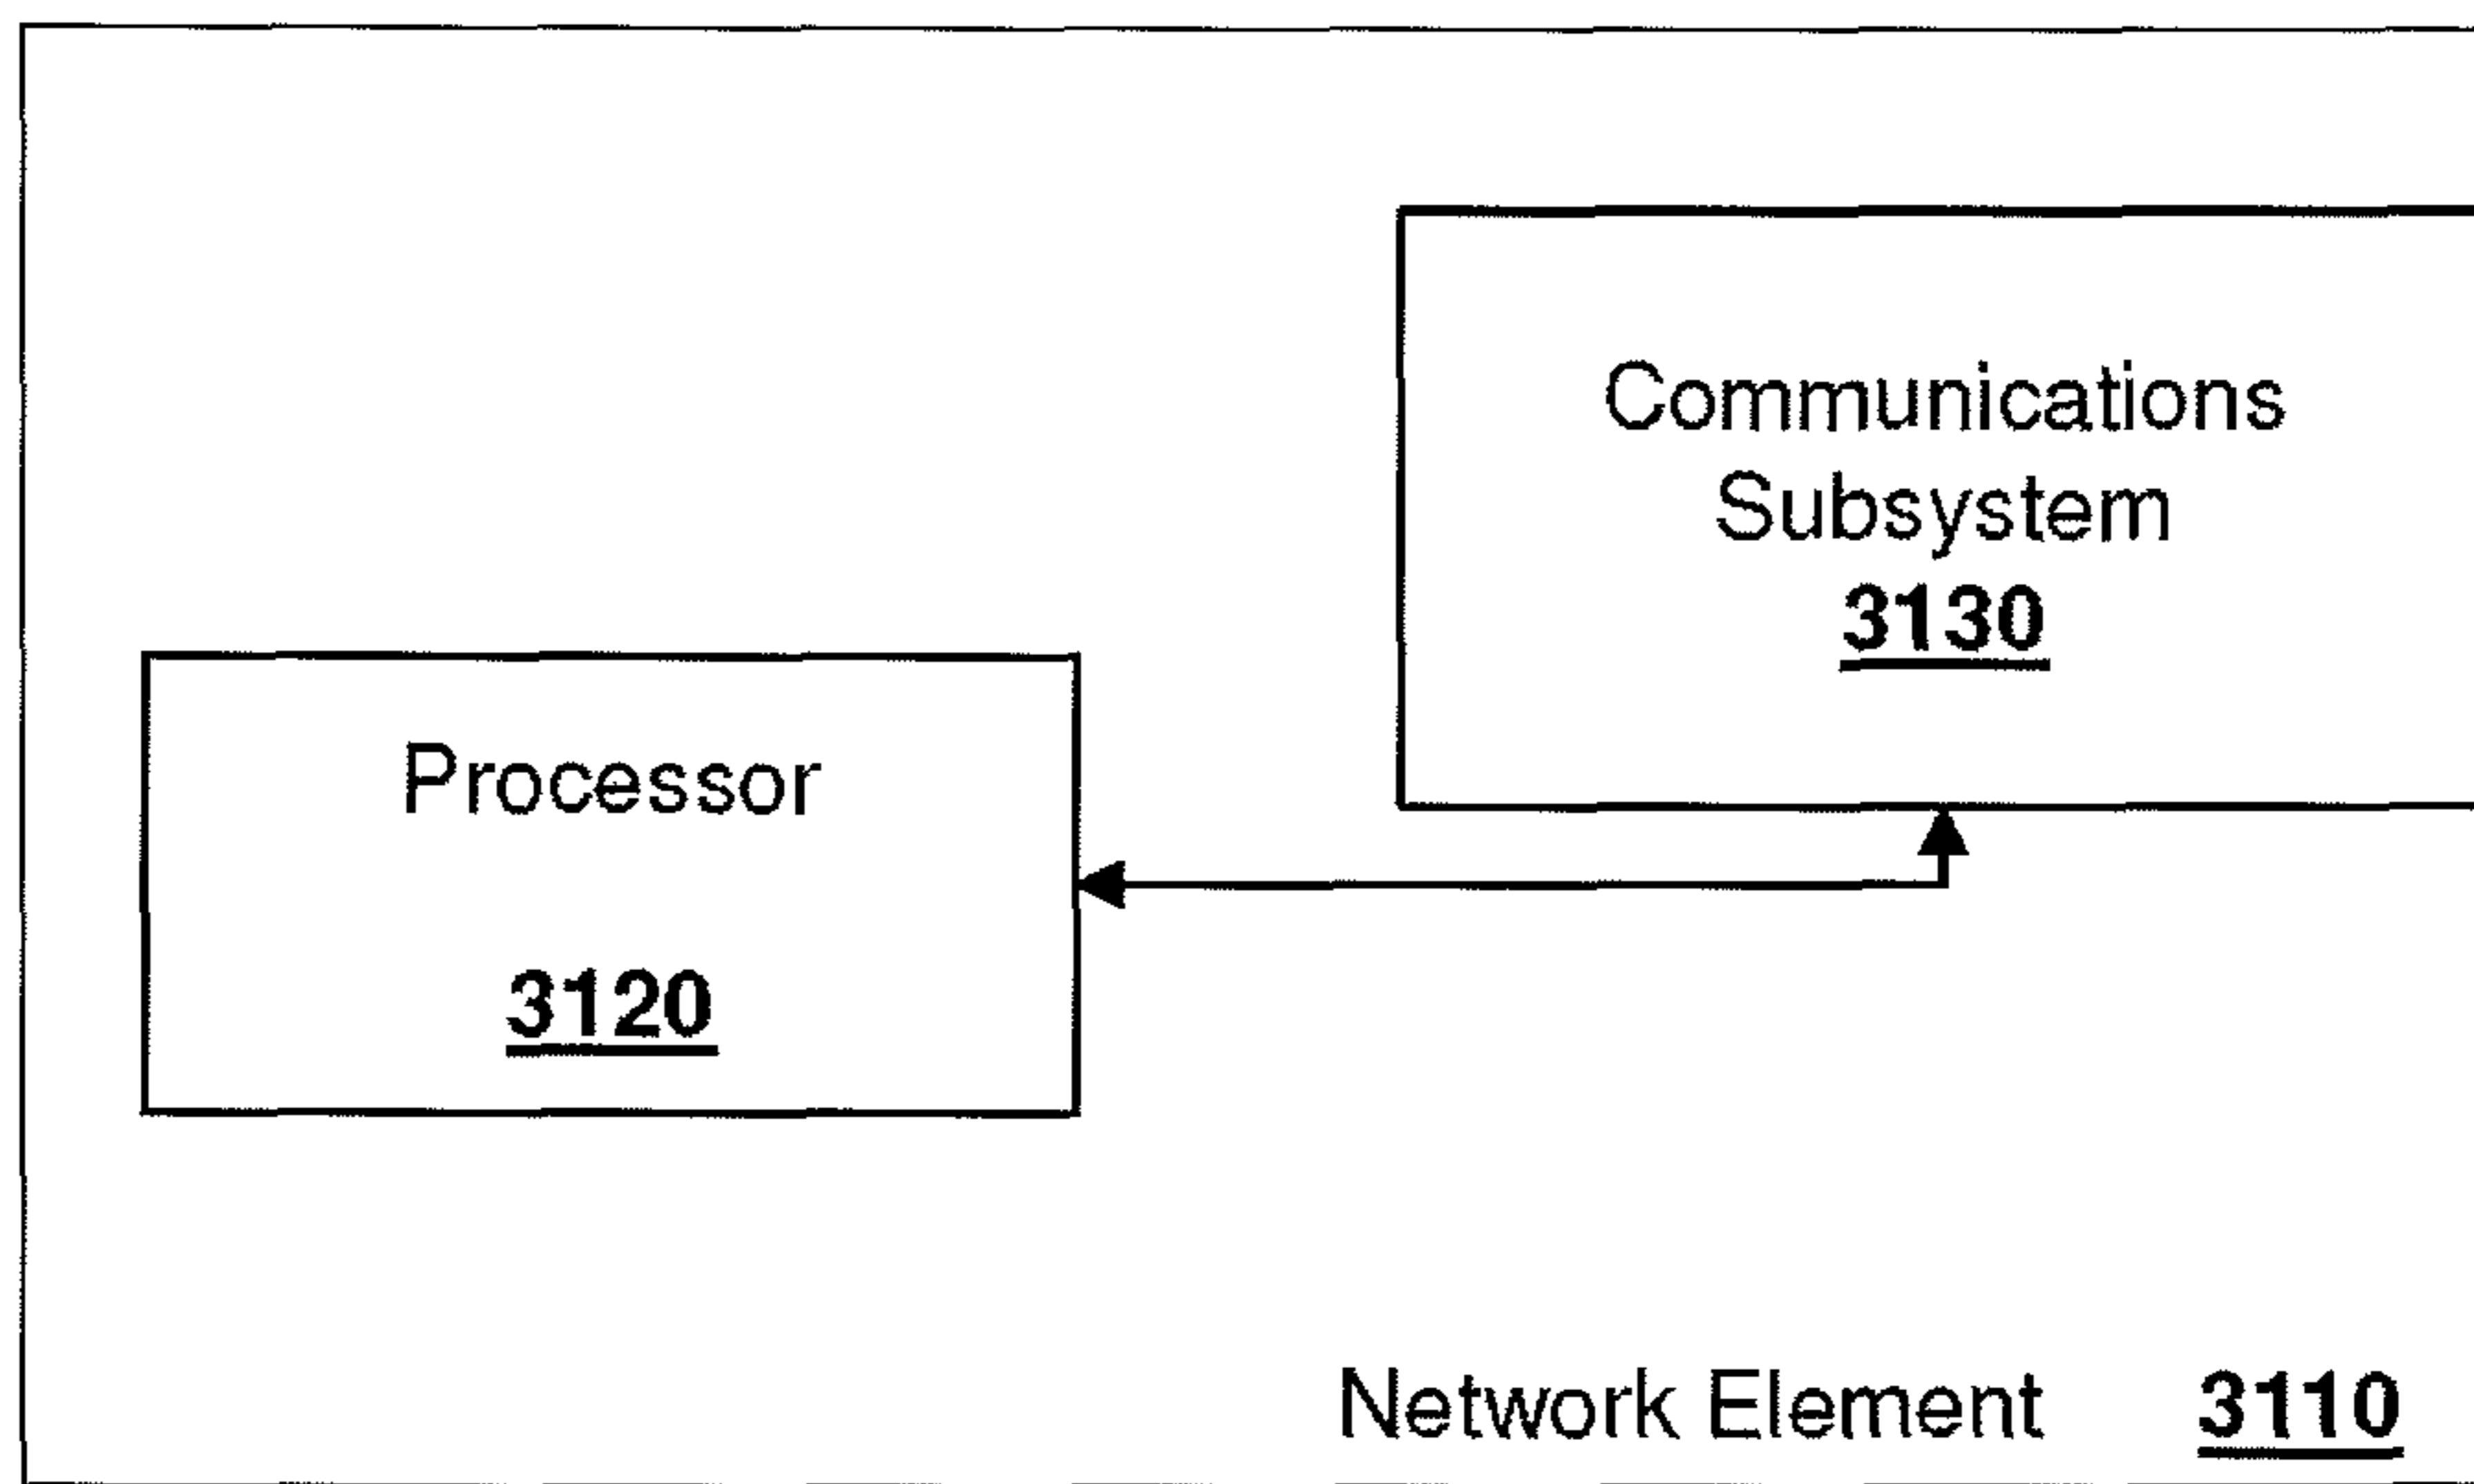 Communications
Subsystem
3130
Processor
3120
Network Element 3110